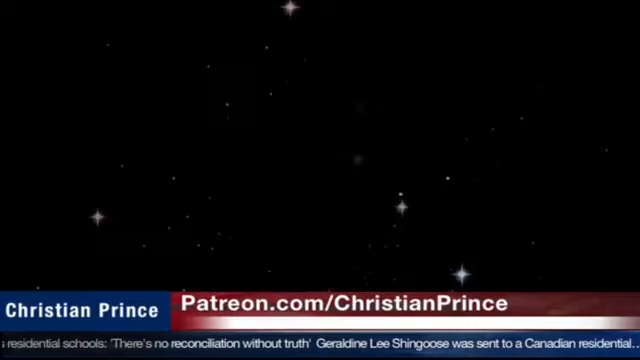 Patreon.com/ChristianPrince
Christian Prince
residential schools: 'There's no reconciliation without truth' Geraldine Lee Shingoose was sent to a Canadian residential...